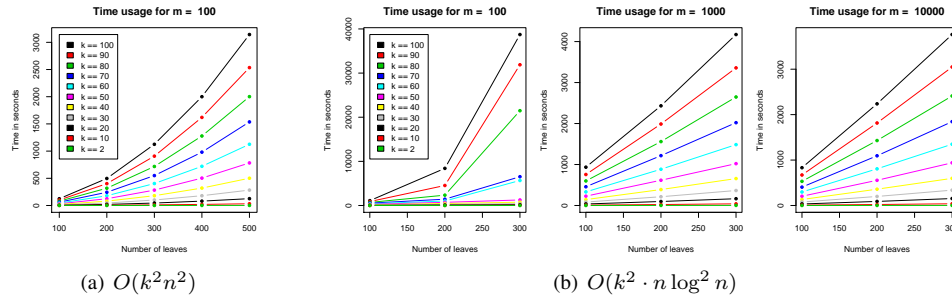 Time usage for m = 100
Time in seconds
3000
2500
2000
1500
1000
500
0
k == 100
k == 90
k == 80
k == 70
k == 60
k == 50
k == 40
k == 30
k == 20
k == 10
k == 2
100 200 300 400 500
Number of leaves
(a) O(k²n²)
Time usage for m = 100
Time in seconds
40000
30000
20000
10000
0
k == 100
k == 90
k == 80
k == 70
k == 60
k == 50
k == 40
k == 30
k == 20
k == 10
k == 2
100 150 200 250 300
Number of leaves
Time usage for m = 1000
Time in seconds
4000
3000
2000
1000
0
100 150 200 250 300
Number of leaves
Time usage for m = 10000
Time in seconds
3000
2000
1000
0
100 150 200 250 300
Number of leaves
(b) O(k² · n log² n)